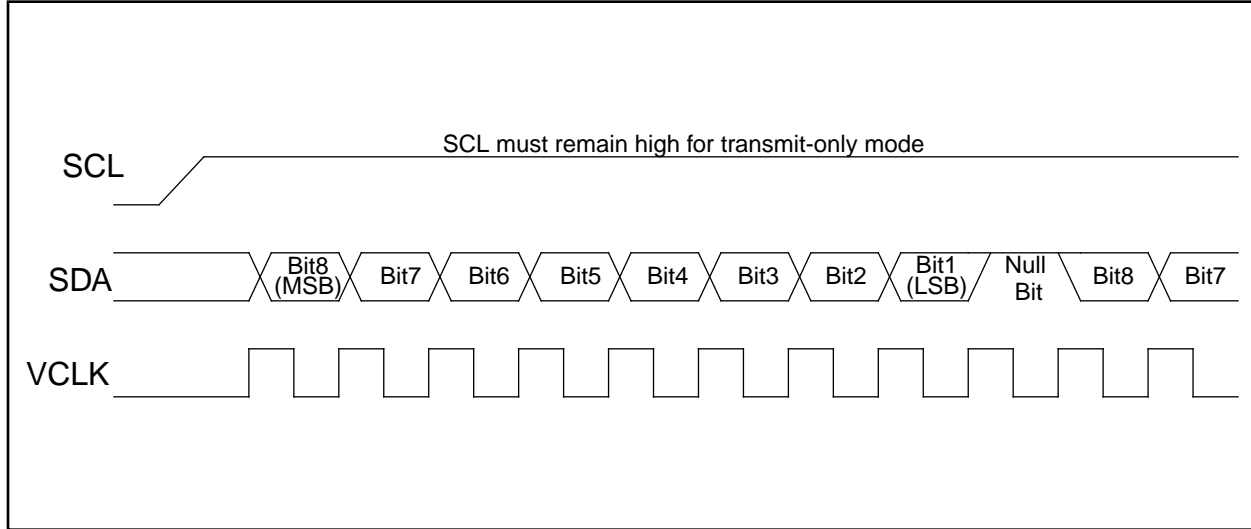 SCL must remain high for transmit-only mode
SCL
SDA
Bit8
(MSB)
Bit7
Bit6
Bit5
Bit4
Bit3
Bit2
Bit1
(LSB)
Null
Bit
Bit8
Bit7
VCLK